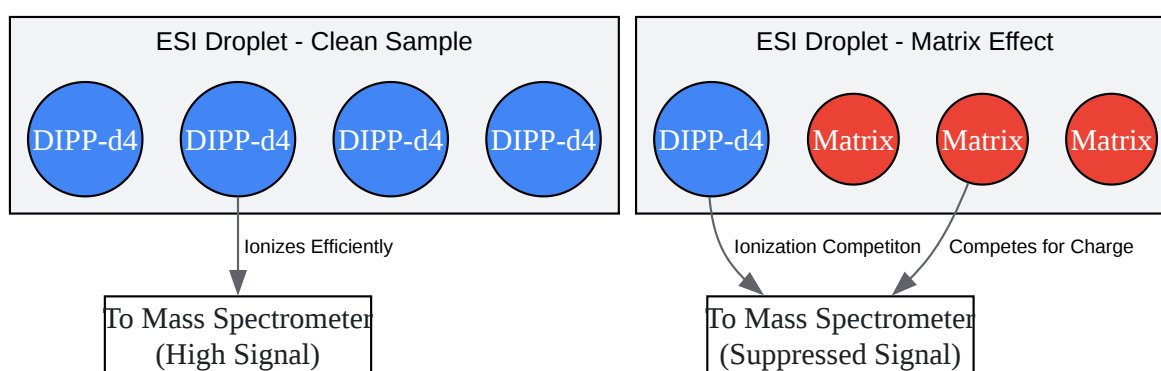 ESI Droplet - Clean Sample
DIPP-d4 DIPP-d4 DIPP-d4 DIPP-d4
Ionizes Efficiently
To Mass Spectrometer
(High Signal)
ESI Droplet - Matrix Effect
DIPP-d4 Matrix Matrix Matrix
Ionization Competiton Competes for Charge
To Mass Spectrometer
(Suppressed Signal)